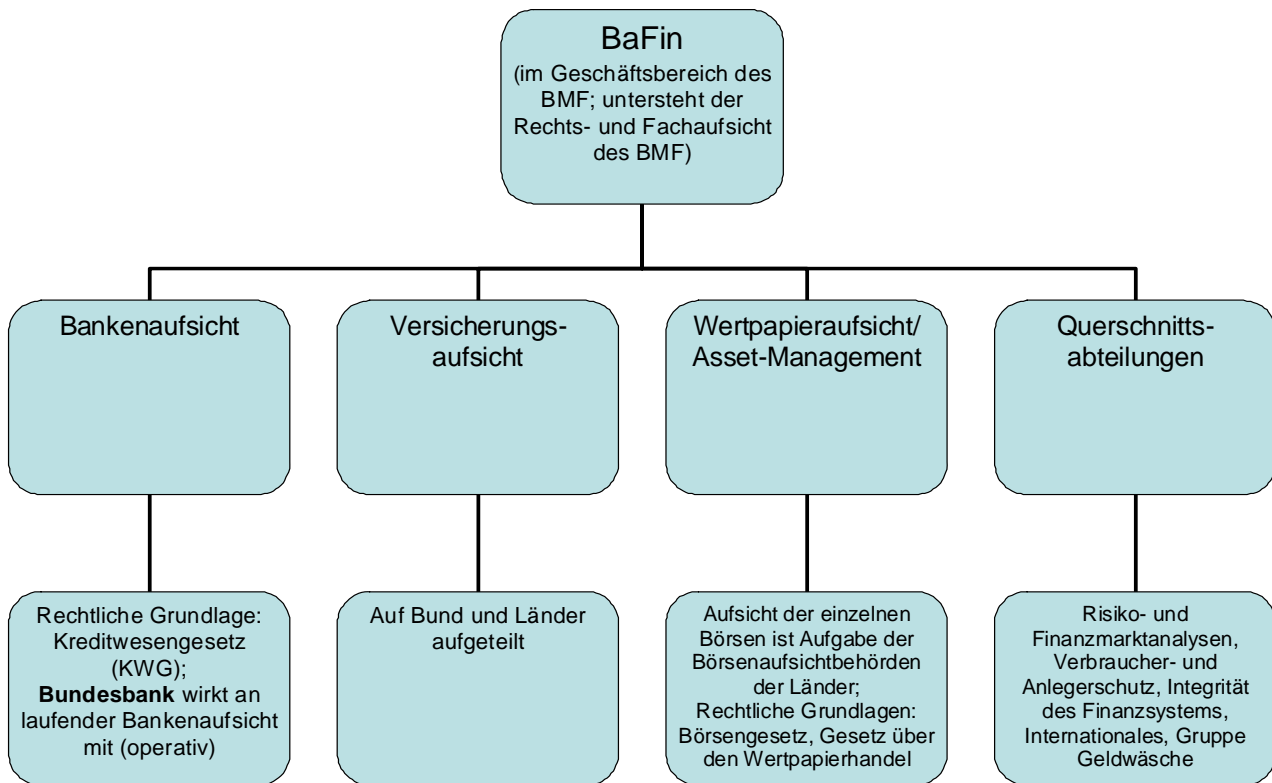 BaFin
(im Geschäftsbereich des
BMF; untersteht der
Rechts- und Fachaufsicht
des BMF)
Bankenaufsicht
Versicherungs-
aufsicht
Wertpapieraufsicht/
Asset-Management
Querschnitts-
abteilungen
Rechtliche Grundlage:
Kreditwesengesetz
(KWG);
Bundesbank wirkt an
laufender Bankenaufsicht
mit (operativ)
Auf Bund und Länder
aufgeteilt
Aufsicht der einzelnen
Börsen ist Aufgabe der
Börsenaufsichtbehörden
der Länder;
Rechtliche Grundlagen:
Börsengesetz, Gesetz über
den Wertpapierhandel
Risiko- und
Finanzmarktanalysen,
Verbraucher- und
Anlegerschutz, Integrität
des Finanzsystems,
Internationales, Gruppe
Geldwäsche